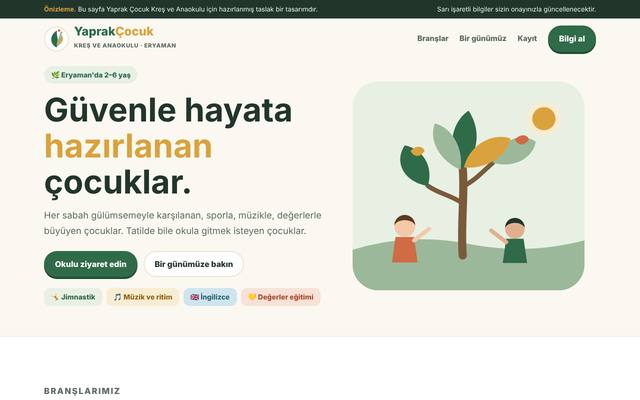 Önizleme. Bu sayfa Yaprak Çocuk Kreş ve Anaokulu için hazırlanmış taslak bir tasarımdır.
Sarı işaretli bilgiler sizin onayınızla güncellenecektir.
YaprakÇocuk
KREŞ VE ANAOKULU · ERYAMAN
Branşlar
Bir günümüz
Kayıt
Bilgi al
🌿 Eryaman'da 2–6 yaş
Güvenle hayata
hazırlanan
çocuklar.
Her sabah gülümsemeyle karşılanan, sporla, müzikle, değerlerle
büyüyen çocuklar. Tatilde bile okula gitmek isteyen çocuklar.
Okulu ziyaret edin
Bir günümüze bakın
🤸 Jimnastik
🎵 Müzik ve ritim
🇬🇧 İngilizce
💛 Değerler eğitimi
BRANŞLARIMIZ